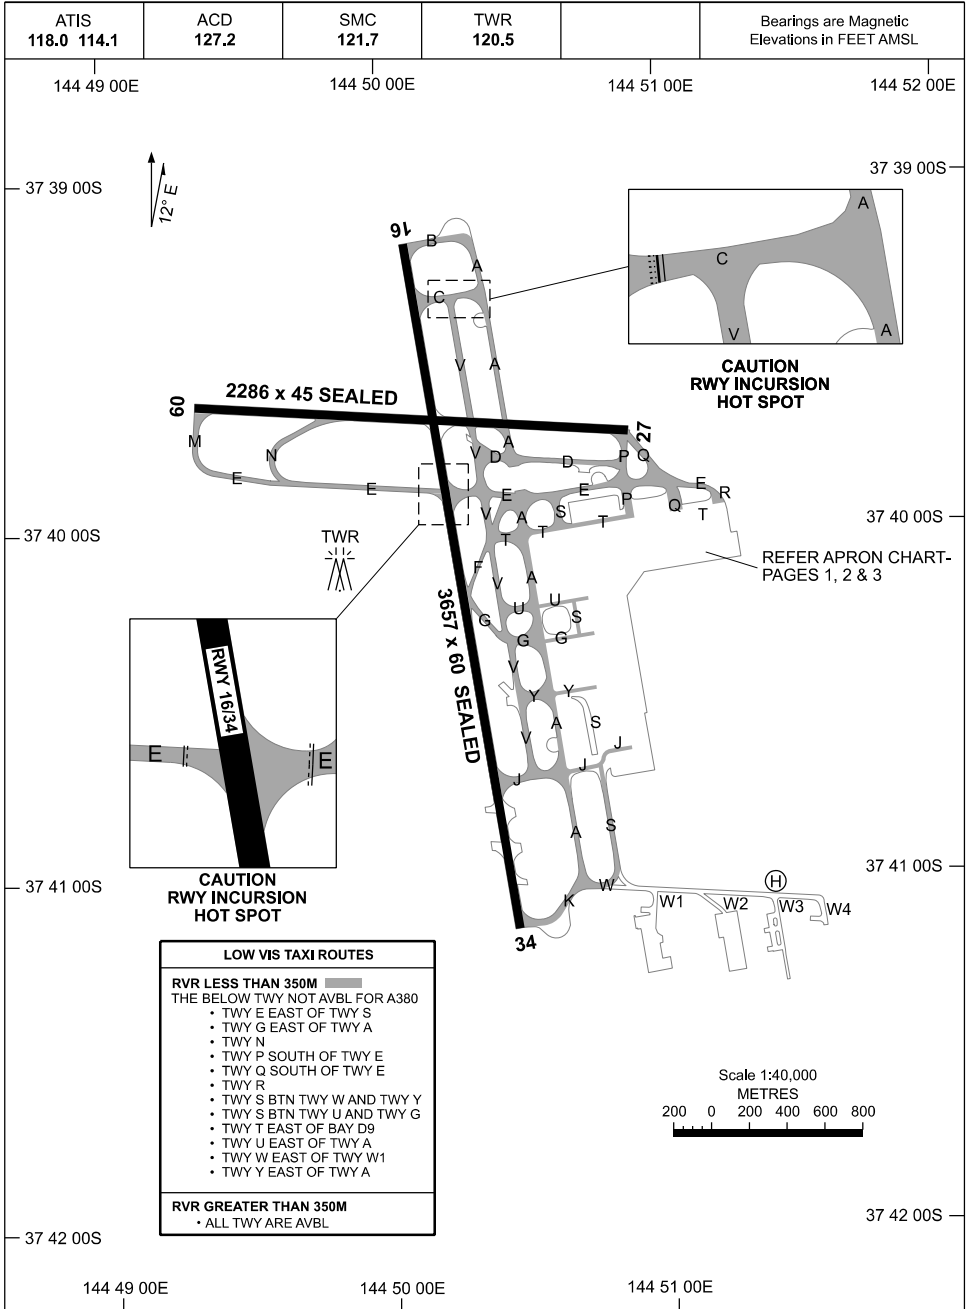 ATIS
118.0 114.1
ACD
127.2
SMC
121.7
TWR
120.5
Bearings are Magnetic
Elevations in FEET AMSL
144 49 00E
144 50 00E
144 51 00E
144 52 00E
37 39 00S
37 39 00S
12° E
16
B
A
C
V
A
A
C
V
A
CAUTION
RWY INCURSION
HOT SPOT
2286 x 45 SEALED
09
27
M
N
E
E
V
D
A
D
P
Q
E
R
E
E
P
Q
T
V
A
S
T
T
T
37 40 00S
37 40 00S
TWR
REFER APRON CHART-
PAGES 1, 2 & 3
F
V
A
U
U
S
G
G
G
3657 x 60 SEALED
V
Y
Y
V
A
S
J
J
J
RWY 16/34
E
E
CAUTION
RWY INCURSION
HOT SPOT
A
S
K
W
H
W1
W2
W3
W4
34
37 41 00S
37 41 00S
LOW VIS TAXI ROUTES
RVR LESS THAN 350M
THE BELOW TWY NOT AVBL FOR A380
• TWY E EAST OF TWY S
• TWY G EAST OF TWY A
• TWY N
• TWY P SOUTH OF TWY E
• TWY Q SOUTH OF TWY E
• TWY R
• TWY S BTN TWY W AND TWY Y
• TWY S BTN TWY U AND TWY G
• TWY T EAST OF BAY D9
• TWY U EAST OF TWY A
• TWY W EAST OF TWY W1
• TWY Y EAST OF TWY A
RVR GREATER THAN 350M
• ALL TWY ARE AVBL
Scale 1:40,000
METRES
200 0 200 400 600 800
37 42 00S
37 42 00S
144 49 00E
144 50 00E
144 51 00E